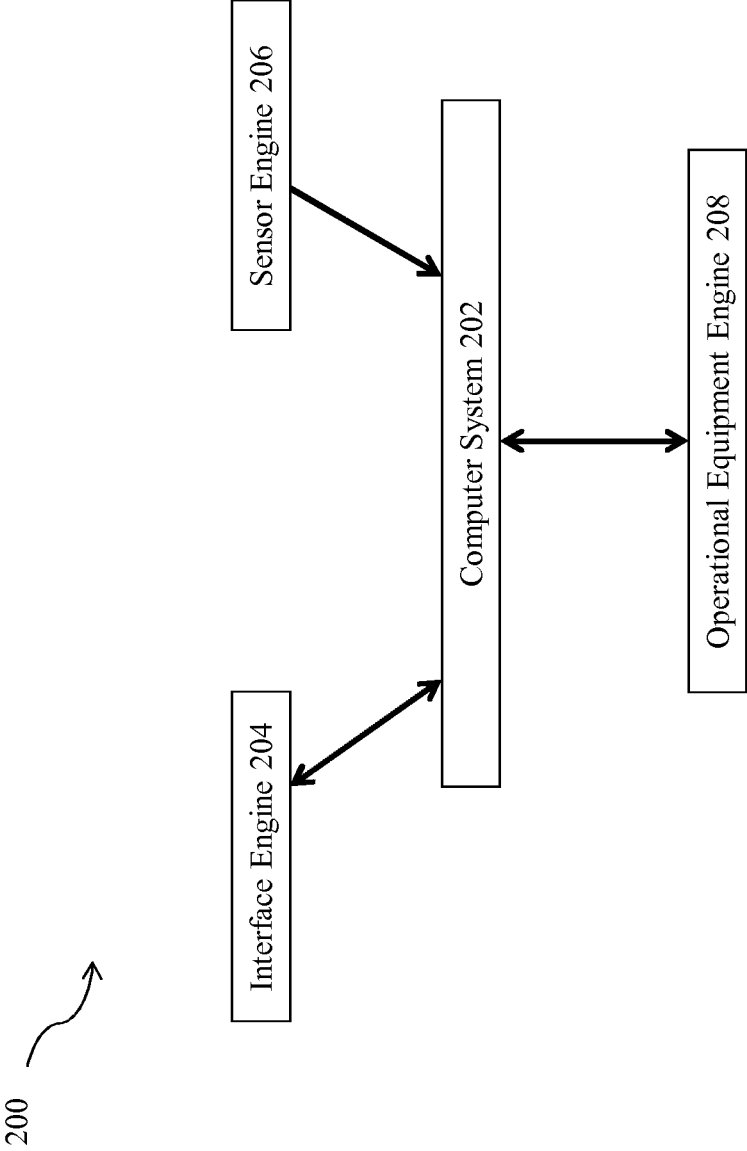 200
Interface Engine 204
Sensor Engine 206
Computer System 202
Operational Equipment Engine 208